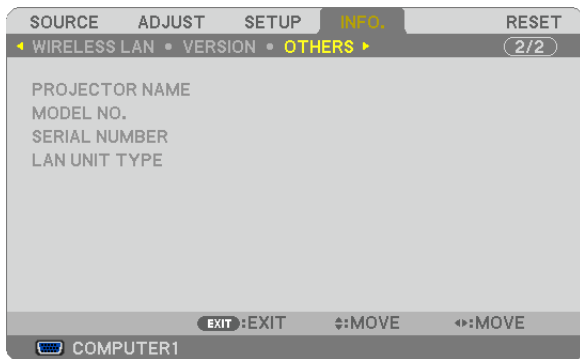 SOURCE ADJUST SETUP INFO. RESET
WIRELESS LAN • VERSION • OTHERS 2/2
PROJECTOR NAME
MODEL NO.
SERIAL NUMBER
LAN UNIT TYPE
EXIT :EXIT :MOVE :MOVE
COMPUTER1